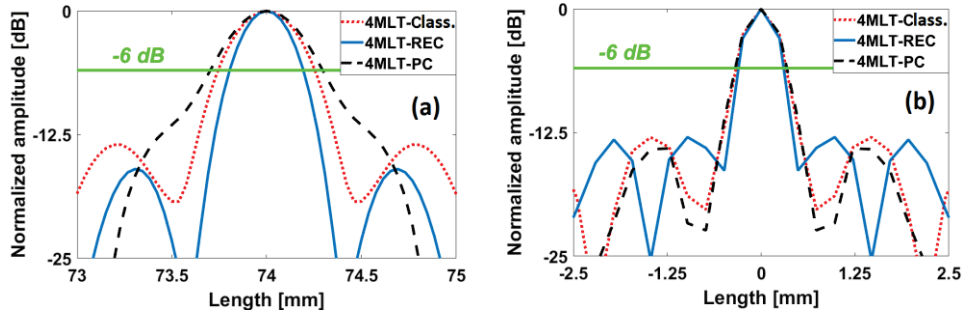 0
-12.5
-25
Normalized amplitude [dB]
-6 dB
4MLT-Class.
4MLT-REC
4MLT-PC
(a)
73
73.5
74
74.5
75
Length [mm]
0
-12.5
-25
Normalized amplitude [dB]
-6 dB
4MLT-Class.
4MLT-REC
4MLT-PC
(b)
-2.5
-1.25
0
1.25
2.5
Length [mm]